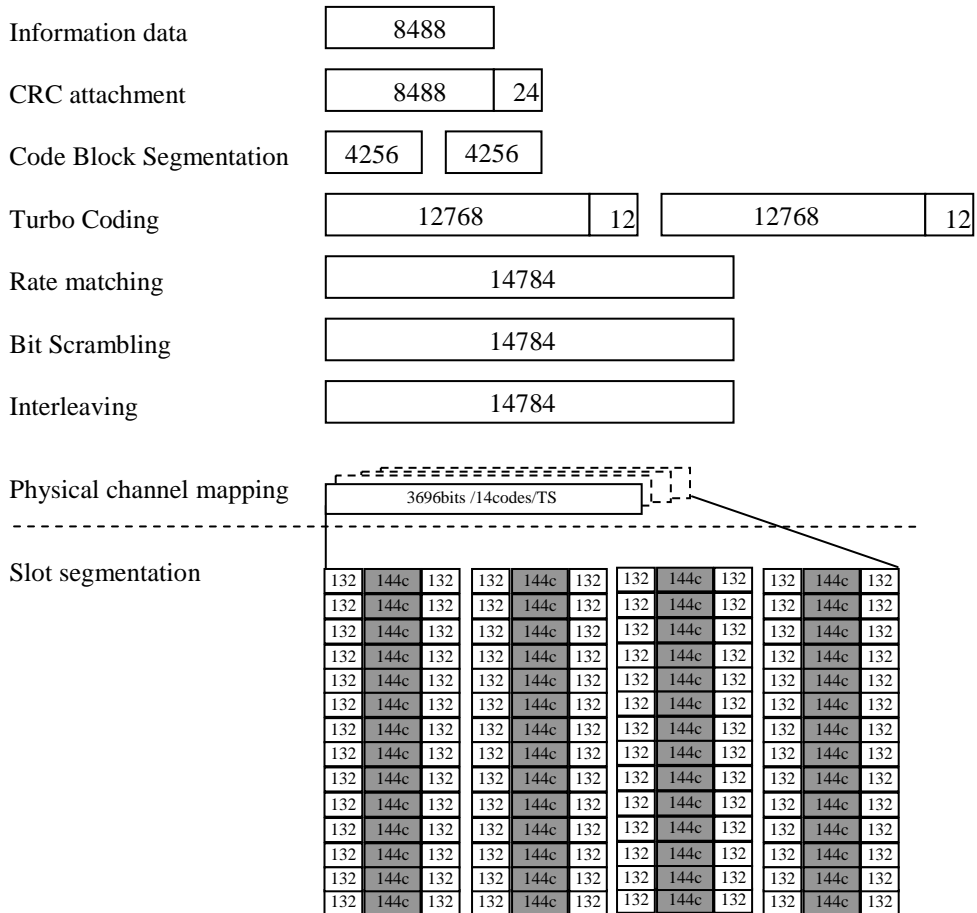 Information data 8488
CRC attachment 8488 24
Code Block Segmentation 4256 4256
Turbo Coding 12768 12 12768 12
Rate matching 14784
Bit Scrambling 14784
Interleaving 14784
Physical channel mapping 3696bits /14codes/TS
Slot segmentation
132 144c 132 132 144c 132 132 144c 132 132 144c 132
132 144c 132 132 144c 132 132 144c 132 132 144c 132
132 144c 132 132 144c 132 132 144c 132 132 144c 132
132 144c 132 132 144c 132 132 144c 132 132 144c 132
132 144c 132 132 144c 132 132 144c 132 132 144c 132
132 144c 132 132 144c 132 132 144c 132 132 144c 132
132 144c 132 132 144c 132 132 144c 132 132 144c 132
132 144c 132 132 144c 132 132 144c 132 132 144c 132
132 144c 132 132 144c 132 132 144c 132 132 144c 132
132 144c 132 132 144c 132 132 144c 132 132 144c 132
132 144c 132 132 144c 132 132 144c 132 132 144c 132
132 144c 132 132 144c 132 132 144c 132 132 144c 132
132 144c 132 132 144c 132 132 144c 132 132 144c 132
132 144c 132 132 144c 132 132 144c 132 132 144c 132